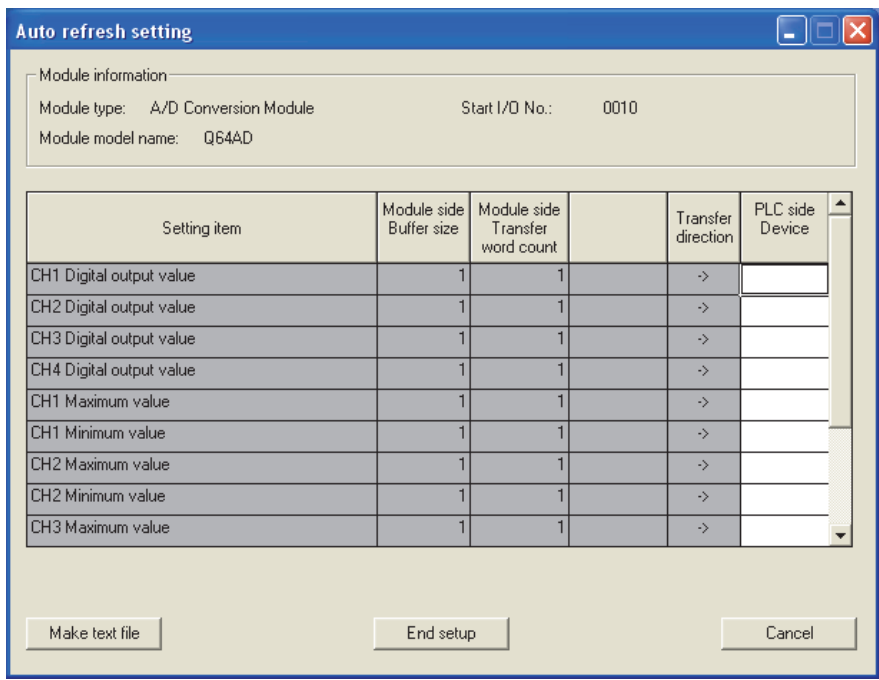 Auto refresh setting
Module information
Module type: A/D Conversion Module Start I/O No.: 0010
Module model name: Q64AD
Setting item Module side Buffer size Module side Transfer word count Transfer direction PLC side Device
CH1 Digital output value 1 1 ->
CH2 Digital output value 1 1 ->
CH3 Digital output value 1 1 ->
CH4 Digital output value 1 1 ->
CH1 Maximum value 1 1 ->
CH1 Minimum value 1 1 ->
CH2 Maximum value 1 1 ->
CH2 Minimum value 1 1 ->
CH3 Maximum value 1 1 ->
Make text file End setup Cancel